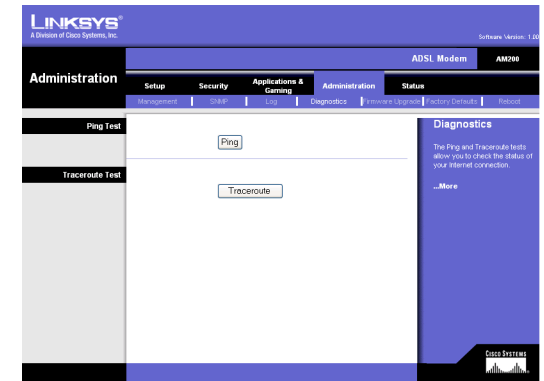 LINKSYS®
A Division of Cisco Systems, Inc.
Software Version: 1.00
ADSL Modem AM200
Administration
Setup Security Applications & Gaming Administration Status
Management SNMP Log Diagnostics Firmware Upgrade Factory Defaults Reboot
Ping Test
Ping
Traceroute Test
Traceroute
Diagnostics
The Ping and Traceroute tests
allow you to check the status of
your Internet connection.
...More
CISCO SYSTEMS